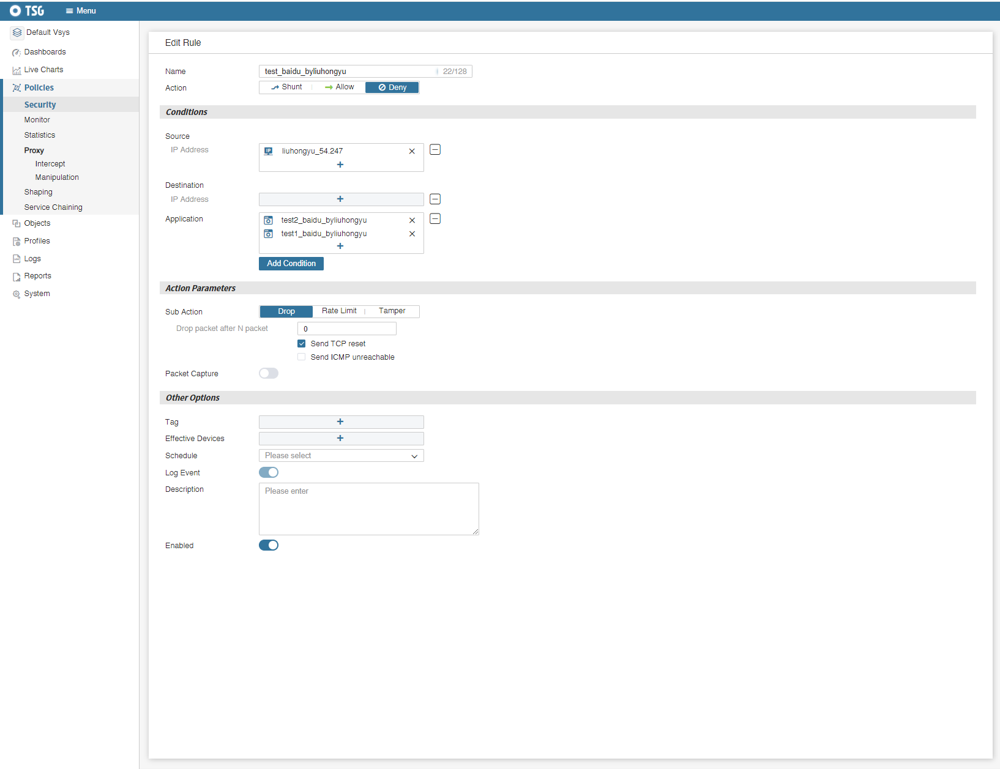 TSG
Menu
Default Vsys
Dashboards
Live Charts
Policies
Security
Monitor
Statistics
Proxy
Intercept
Manipulation
Shaping
Service Chaining
Objects
Profiles
Logs
Reports
System
Edit Rule
Name
test_baidu_byliuhongyu
22/128
Action
Shunt
Allow
Deny
Conditions
Source
IP Address
IP
liuhongyu_54.247
Destination
IP Address
Application
test2_baidu_byliuhongyu
test1_baidu_byliuhongyu
Add Condition
Action Parameters
Sub Action
Drop
Rate Limit
Tamper
Drop packet after N packet
0
Send TCP reset
Send ICMP unreachable
Packet Capture
Other Options
Tag
Effective Devices
Schedule
Please select
Log Event
Description
Please enter
Enabled